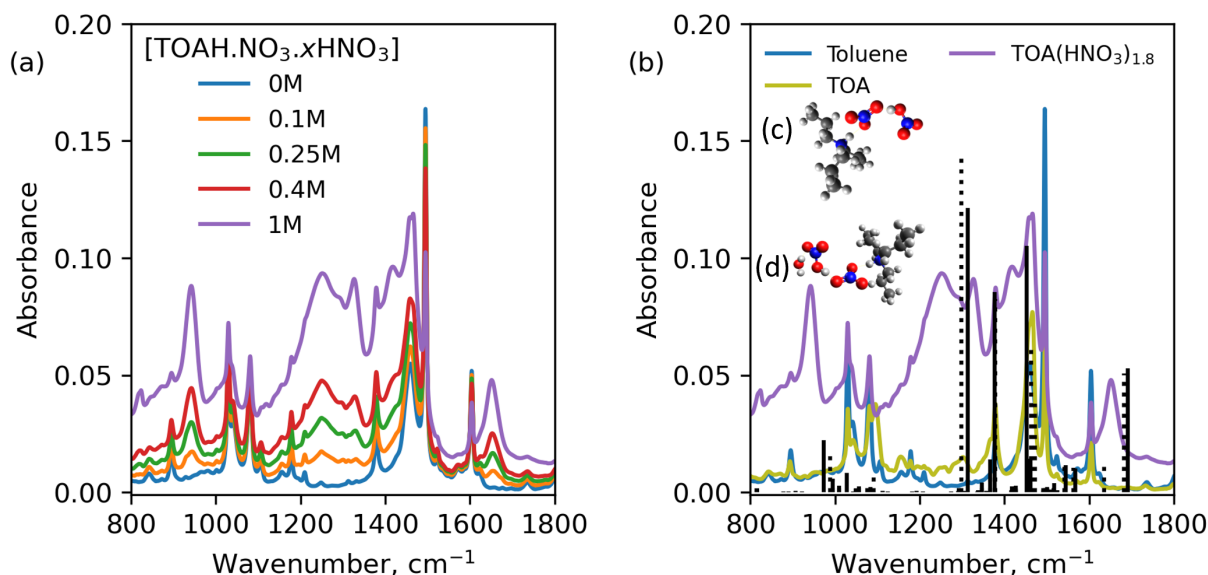 (a)
[TOAH.NO₃.xHNO₃]
0M
0.1M
0.25M
0.4M
1M
Absorbance
0.20
0.15
0.10
0.05
0.00
800 1000 1200 1400 1600 1800
Wavenumber, cm⁻¹
(b)
Toluene
TOA
TOA(HNO₃)₁.₈
(c)
(d)
Absorbance
0.20
0.15
0.10
0.05
0.00
800 1000 1200 1400 1600 1800
Wavenumber, cm⁻¹